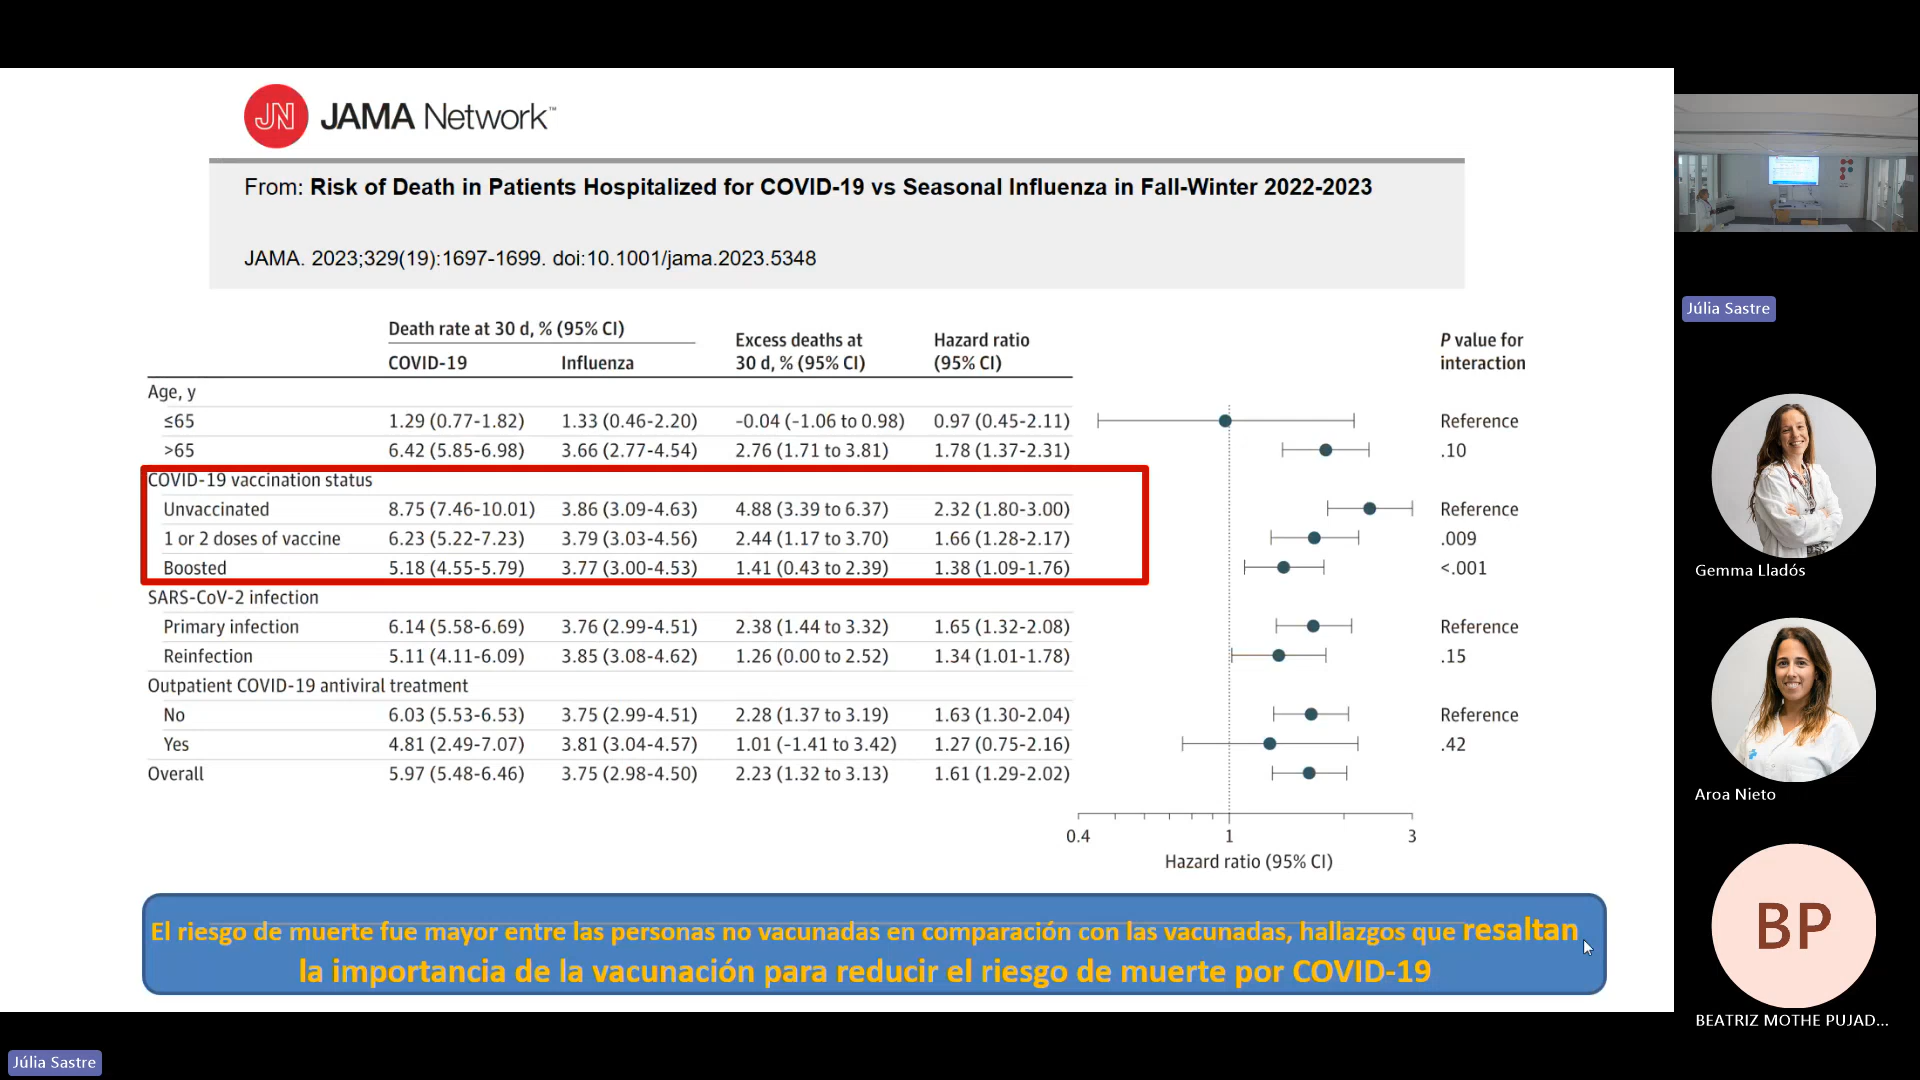 JN JAMA Network™
From: Risk of Death in Patients Hospitalized for COVID-19 vs Seasonal Influenza in Fall-Winter 2022-2023
JAMA. 2023;329(19):1697-1699. doi:10.1001/jama.2023.5348
Death rate at 30 d, % (95% CI)
COVID-19 Influenza Excess deaths at 30 d, % (95% CI) Hazard ratio (95% CI) P value for interaction
Age, y
≤65 1.29 (0.77-1.82) 1.33 (0.46-2.20) -0.04 (-1.06 to 0.98) 0.97 (0.45-2.11) Reference
>65 6.42 (5.85-6.98) 3.66 (2.77-4.54) 2.76 (1.71 to 3.81) 1.78 (1.37-2.31) .10
COVID-19 vaccination status
Unvaccinated 8.75 (7.46-10.01) 3.86 (3.09-4.63) 4.88 (3.39 to 6.37) 2.32 (1.80-3.00) Reference
1 or 2 doses of vaccine 6.23 (5.22-7.23) 3.79 (3.03-4.56) 2.44 (1.17 to 3.70) 1.66 (1.28-2.17) .009
Boosted 5.18 (4.55-5.79) 3.77 (3.00-4.53) 1.41 (0.43 to 2.39) 1.38 (1.09-1.76) <.001
SARS-CoV-2 infection
Primary infection 6.14 (5.58-6.69) 3.76 (2.99-4.51) 2.38 (1.44 to 3.32) 1.65 (1.32-2.08) Reference
Reinfection 5.11 (4.11-6.09) 3.85 (3.08-4.62) 1.26 (0.00 to 2.52) 1.34 (1.01-1.78) .15
Outpatient COVID-19 antiviral treatment
No 6.03 (5.53-6.53) 3.75 (2.99-4.51) 2.28 (1.37 to 3.19) 1.63 (1.30-2.04) Reference
Yes 4.81 (2.49-7.07) 3.81 (3.04-4.57) 1.01 (-1.41 to 3.42) 1.27 (0.75-2.16) .42
Overall 5.97 (5.48-6.46) 3.75 (2.98-4.50) 2.23 (1.32 to 3.13) 1.61 (1.29-2.02)
0.4 1 3
Hazard ratio (95% CI)
El riesgo de muerte fue mayor entre las personas no vacunadas en comparación con las vacunadas, hallazgos que resaltan
la importancia de la vacunación para reducir el riesgo de muerte por COVID-19
Júlia Sastre
Gemma Lladós
Aroa Nieto
BP
BEATRIZ MOTHE PUJAD...
Júlia Sastre